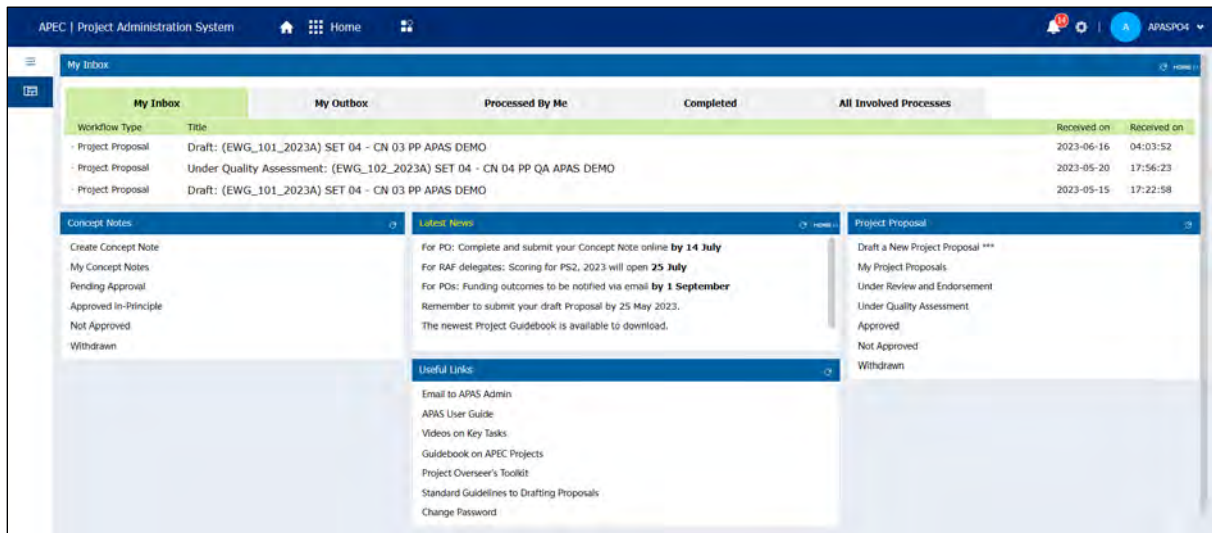 APEC | Project Administration System Home 14 A APASPO4
My Inbox HOME
My Inbox My Outbox Processed By Me Completed All Involved Processes
Workflow Type Title Received on Received on
- Project Proposal Draft: (EWG_101_2023A) SET 04 - CN 03 PP APAS DEMO 2023-06-16 04:03:52
- Project Proposal Under Quality Assessment: (EWG_102_2023A) SET 04 - CN 04 PP QA APAS DEMO 2023-05-20 17:56:23
- Project Proposal Draft: (EWG_101_2023A) SET 04 - CN 03 PP APAS DEMO 2023-05-15 17:22:58
Concept Notes
Create Concept Note
My Concept Notes
Pending Approval
Approved In-Principle
Not Approved
Withdrawn
Latest News HOME
For PO: Complete and submit your Concept Note online by 14 July
For RAF delegates: Scoring for PS2, 2023 will open 25 July
For POs: Funding outcomes to be notified via email by 1 September
Remember to submit your draft Proposal by 25 May 2023.
The newest Project Guidebook is available to download.
Useful Links
Email to APAS Admin
APAS User Guide
Videos on Key Tasks
Guidebook on APEC Projects
Project Overseer's Toolkit
Standard Guidelines to Drafting Proposals
Change Password
Project Proposal
Draft a New Project Proposal ***
My Project Proposals
Under Review and Endorsement
Under Quality Assessment
Approved
Not Approved
Withdrawn